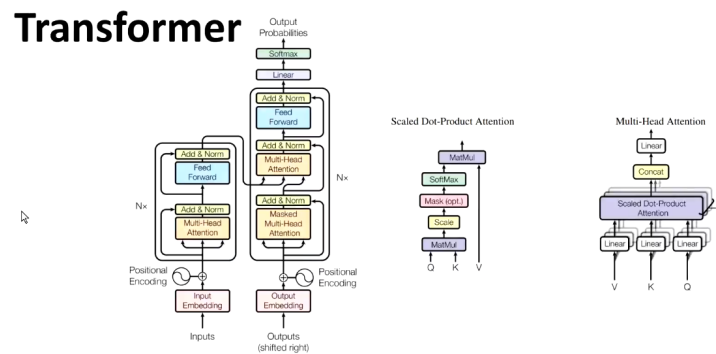 Transformer
Output
Probabilities
Softmax
Linear
Add & Norm
Feed
Forward
Add & Norm
Multi-Head
Attention
Add & Norm
Masked
Multi-Head
Attention
Nx
Add & Norm
Feed
Forward
Add & Norm
Multi-Head
Attention
Nx
Positional
Encoding
Positional
Encoding
Input
Embedding
Output
Embedding
Inputs
Outputs
(shifted right)
Scaled Dot-Product Attention
MatMul
SoftMax
Mask (opt.)
Scale
MatMul
Q K V
Multi-Head Attention
Linear
Concat
Scaled Dot-Product
Attention
Linear Linear Linear
V K Q